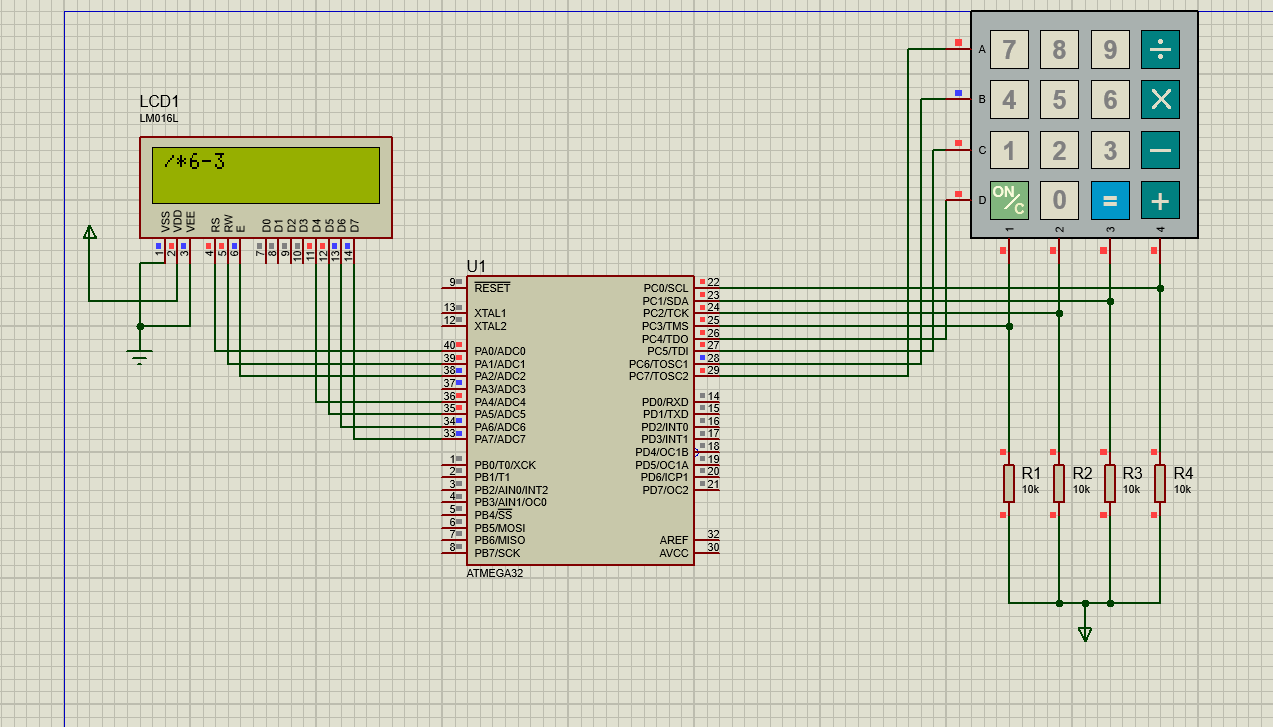 LCD1
LM016L
/*6-3
VSS VDD VEE RS RW E D0 D1 D2 D3 D4 D5 D6 D7
1 2 3 4 5 6 7 8 9 10 11 12 13 14
A 7 8 9 ÷
B 4 5 6 ×
C 1 2 3 −
D ON/C 0 = +
1 2 3 4
U1
9 RESET PC0/SCL 22
PC1/SDA 23
13 XTAL1 PC2/TCK 24
12 XTAL2 PC3/TMS 25
PC4/TDO 26
40 PA0/ADC0 PC5/TDI 27
39 PA1/ADC1 PC6/TOSC1 28
38 PA2/ADC2 PC7/TOSC2 29
37 PA3/ADC3
36 PA4/ADC4 PD0/RXD 14
35 PA5/ADC5 PD1/TXD 15
34 PA6/ADC6 PD2/INT0 16
33 PA7/ADC7 PD3/INT1 17
PD4/OC1B 18
1 PB0/T0/XCK PD5/OC1A 19
2 PB1/T1 PD6/ICP1 20
3 PB2/AIN0/INT2 PD7/OC2 21
4 PB3/AIN1/OC0
5 PB4/SS
6 PB5/MOSI
7 PB6/MISO AREF 32
8 PB7/SCK AVCC 30
ATMEGA32
R1 R2 R3 R4
10k 10k 10k 10k